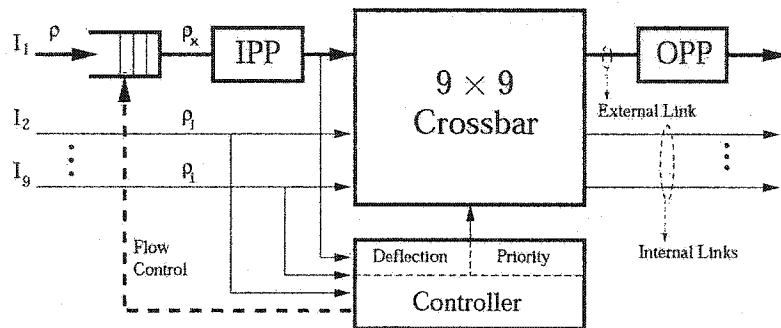 I1 ρ ρx IPP
9 × 9
Crossbar
OPP
External Link
I2 ρi
I9 ρi
Flow
Control
Deflection Priority
Controller
Internal Links